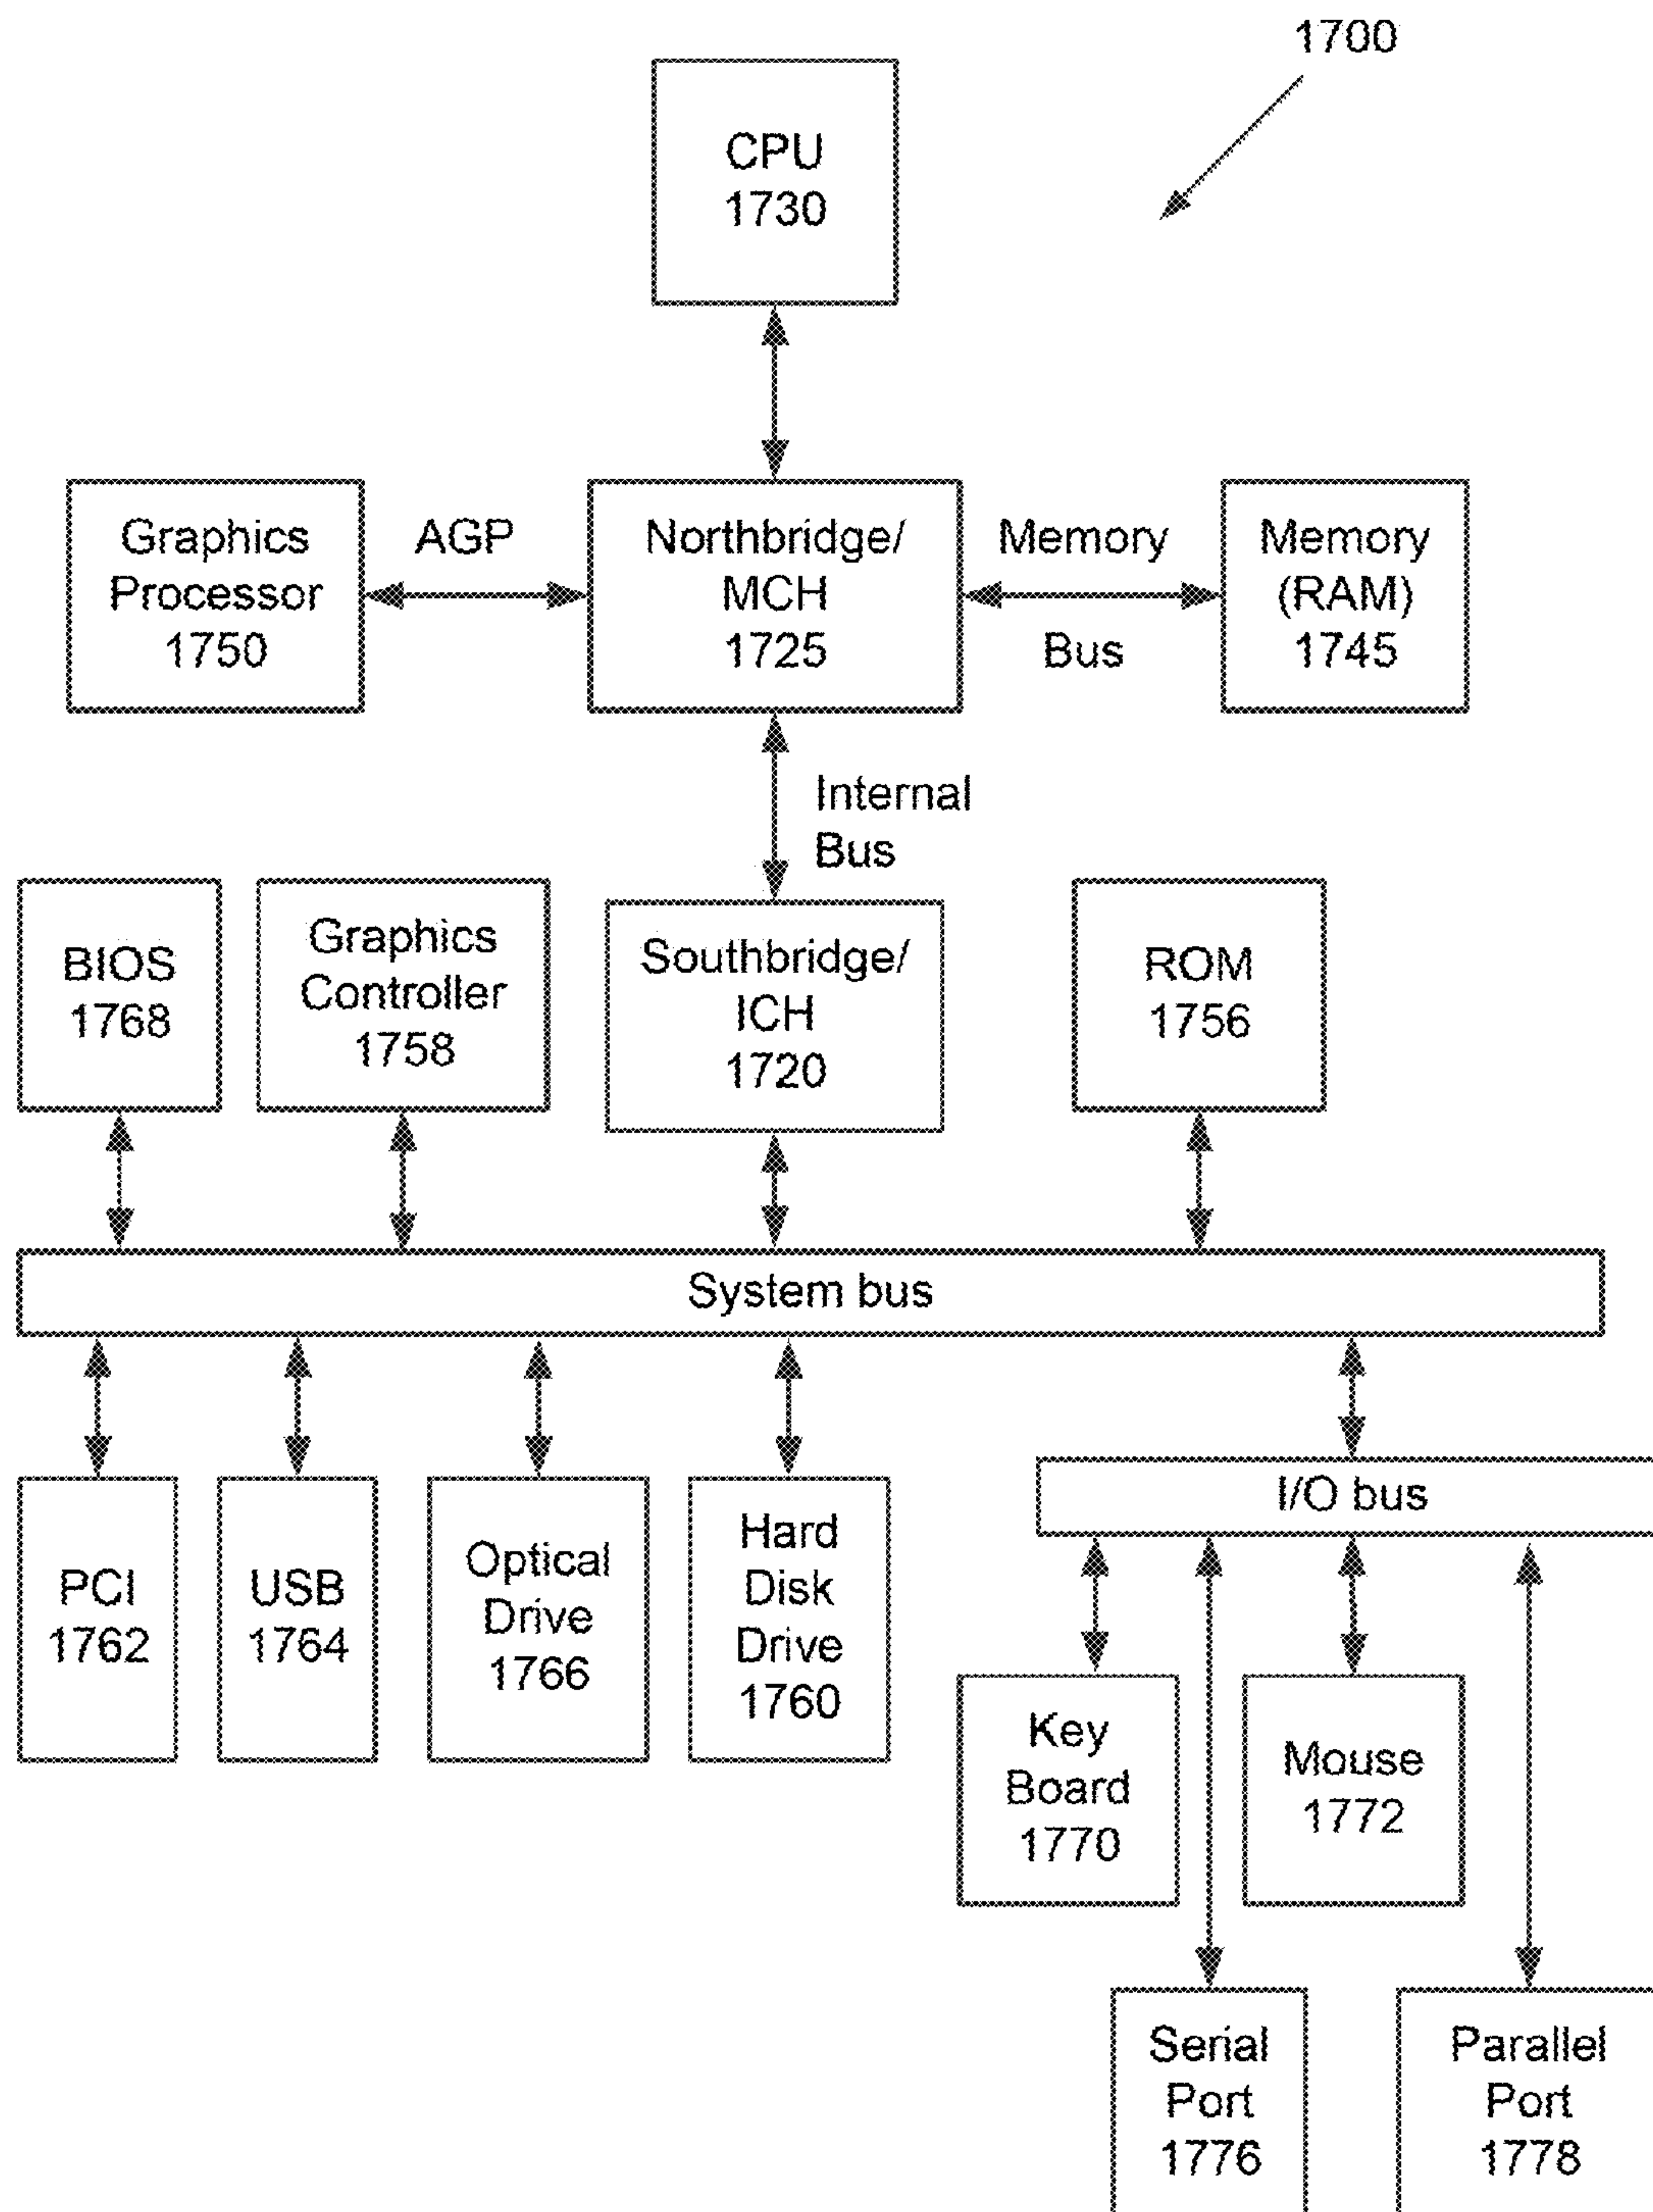 1700
CPU
1730
Graphics
Processor
1750
AGP
Northbridge/
MCH
1725
Memory
Bus
Memory
(RAM)
1745
Internal
Bus
BIOS
1768
Graphics
Controller
1758
Southbridge/
ICH
1720
ROM
1756
System bus
PCI
1762
USB
1764
Optical
Drive
1766
Hard
Disk
Drive
1760
I/O bus
Key
Board
1770
Mouse
1772
Serial
Port
1776
Parallel
Port
1778